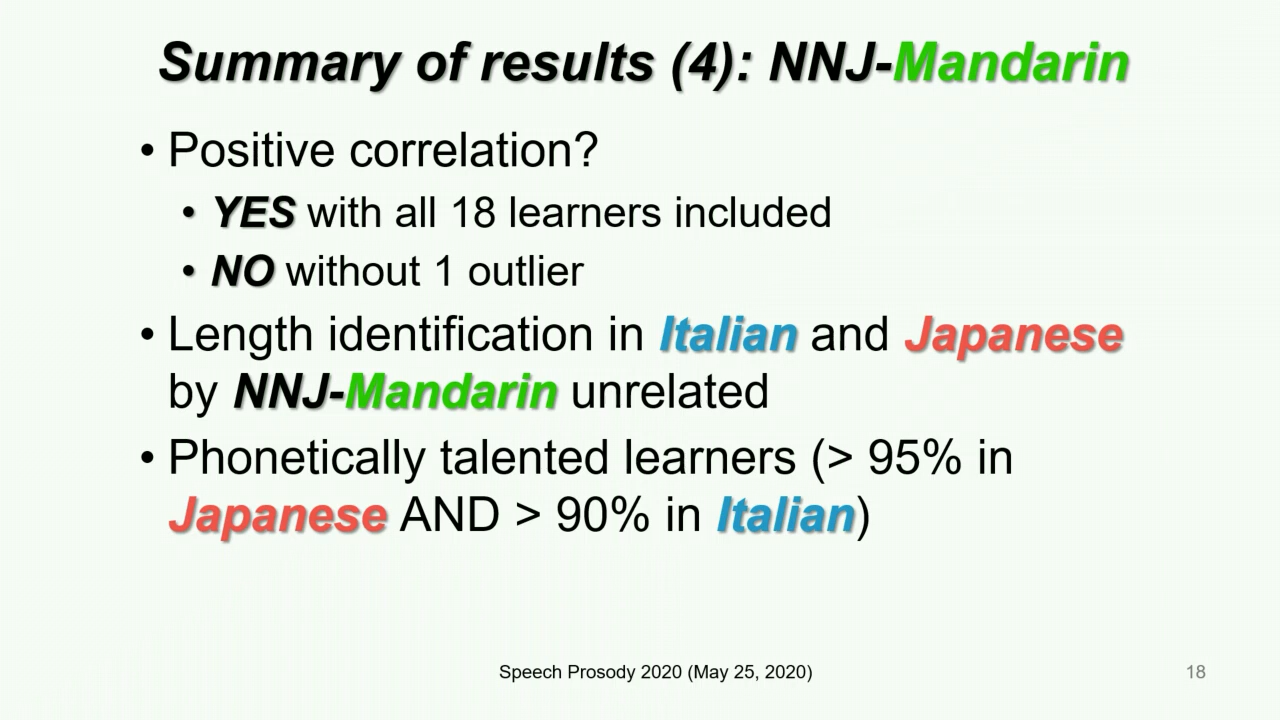 Summary of results (4): NNJ-Mandarin
• Positive correlation?
• YES with all 18 learners included
• NO without 1 outlier
• Length identification in Italian and Japanese
by NNJ-Mandarin unrelated
• Phonetically talented learners (> 95% in
Japanese AND > 90% in Italian)
Speech Prosody 2020 (May 25, 2020)
18